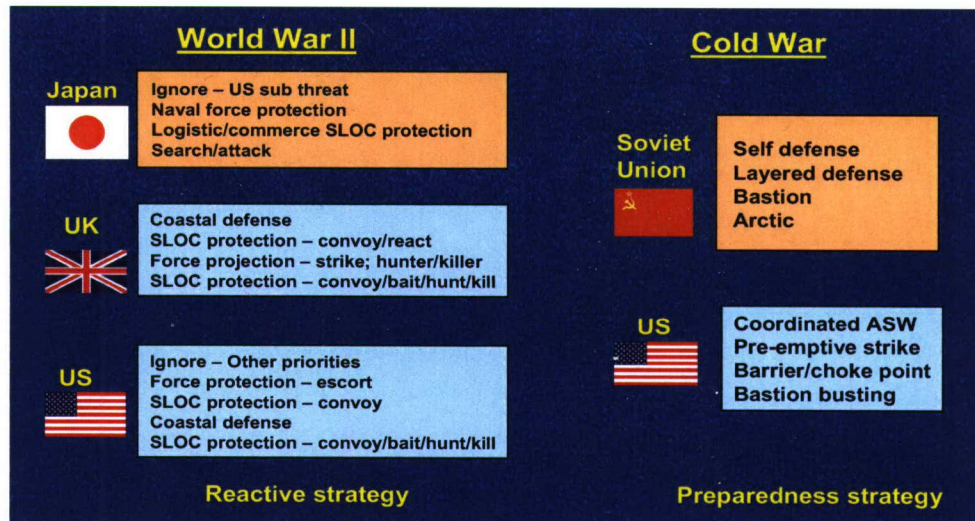 World War II
Japan
Ignore – US sub threat
Naval force protection
Logistic/commerce SLOC protection
Search/attack
UK
Coastal defense
SLOC protection – convoy/react
Force projection – strike; hunter/killer
SLOC protection – convoy/bait/hunt/kill
US
Ignore – Other priorities
Force protection – escort
SLOC protection – convoy
Coastal defense
SLOC protection – convoy/bait/hunt/kill
Reactive strategy
Cold War
Soviet
Union
Self defense
Layered defense
Bastion
Arctic
US
Coordinated ASW
Pre-emptive strike
Barrier/choke point
Bastion busting
Preparedness strategy